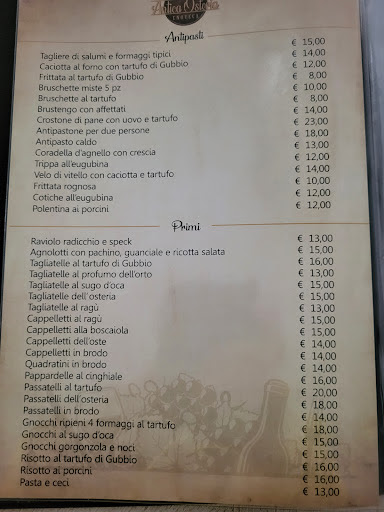 Antica Osteria
Antipasti
Tagliere di salumi e formaggi tipici € 15,00
Caciotta al forno con tartufo di Gubbio € 14,00
Frittata al tartufo di Gubbio € 12,00
Bruschette miste 5 pz € 8,00
Bruschette al tartufo € 10,00
Brustengo con affettati € 8,00
Crostone di pane con uovo e tartufo € 14,00
Antipastone per due persone € 23,00
Antipasto caldo € 18,00
Coradella d'agnello con crescia € 13,00
Trippa all'eugubina € 12,00
Velo di vitello con caciotta e tartufo € 14,00
Frittata rognosa € 10,00
Cotiche all'eugubina € 12,00
Polentina ai porcini € 12,00
Primi
Raviolo radicchio e speck € 13,00
Agnolotti con pachino, guanciale e ricotta salata € 15,00
Tagliatelle al tartufo di Gubbio € 16,00
Tagliatelle al profumo dell'orto € 13,00
Tagliatelle al sugo d'oca € 15,00
Tagliatelle dell'osteria € 15,00
Tagliatelle al ragù € 13,00
Cappelletti al ragù € 15,00
Cappelletti alla boscaiola € 15,00
Cappelletti dell'oste € 14,00
Cappelletti in brodo € 14,00
Quadratini in brodo € 14,00
Pappardelle al cinghiale € 16,00
Passatelli al tartufo € 20,00
Passatelli dell'osteria € 18,00
Passatelli in brodo € 14,00
Gnocchi ripieni 4 formaggi al tartufo € 18,00
Gnocchi al sugo d'oca € 15,00
Gnocchi gorgonzola e noci € 15,00
Risotto al tartufo di Gubbio € 16,00
Risotto ai porcini € 16,00
Pasta e ceci € 13,00